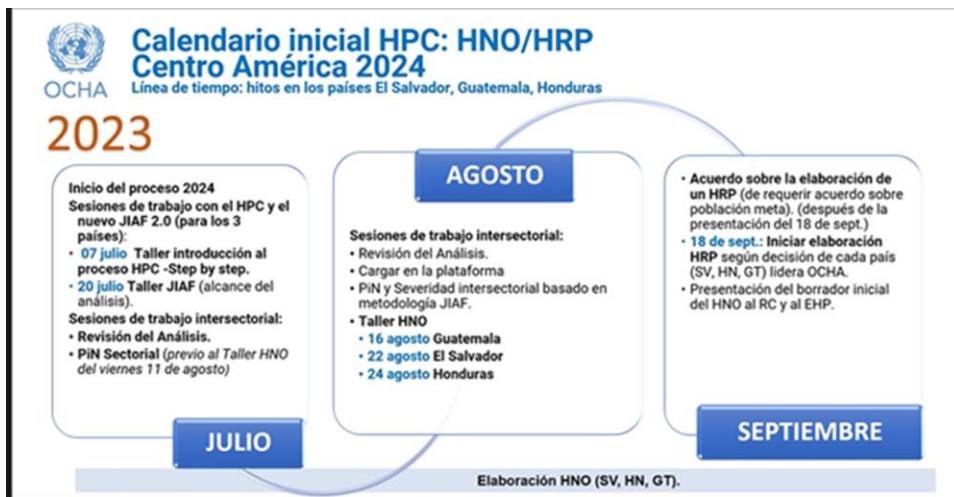 OCHA
Calendario inicial HPC: HNO/HRP
Centro América 2024
Línea de tiempo: hitos en los países El Salvador, Guatemala, Honduras
2023
Inicio del proceso 2024
Sesiones de trabajo con el HPC y el
nuevo JIAF 2.0 (para los 3
países):
• 07 julio Taller introducción al
proceso HPC -Step by step.
• 20 julio Taller JIAF (alcance del
análisis).
Sesiones de trabajo intersectorial:
• Revisión del Análisis.
• PiN Sectorial (previo al Taller HNO
del viernes 11 de agosto)
JULIO
AGOSTO
Sesiones de trabajo intersectorial:
• Revisión del Análisis.
• Cargar en la plataforma
• PiN y Severidad intersectorial basado en
metodología JIAF.
• Taller HNO
• 16 agosto Guatemala
• 22 agosto El Salvador
• 24 agosto Honduras
• Acuerdo sobre la elaboración de
un HRP (de requerir acuerdo sobre
población meta). (después de la
presentación del 18 de sept.)
• 18 de sept.: Iniciar elaboración
HRP según decisión de cada país
(SV, HN, GT) lidera OCHA.
• Presentación del borrador inicial
del HNO al RC y al EHP.
SEPTIEMBRE
Elaboración HNO (SV, HN, GT).